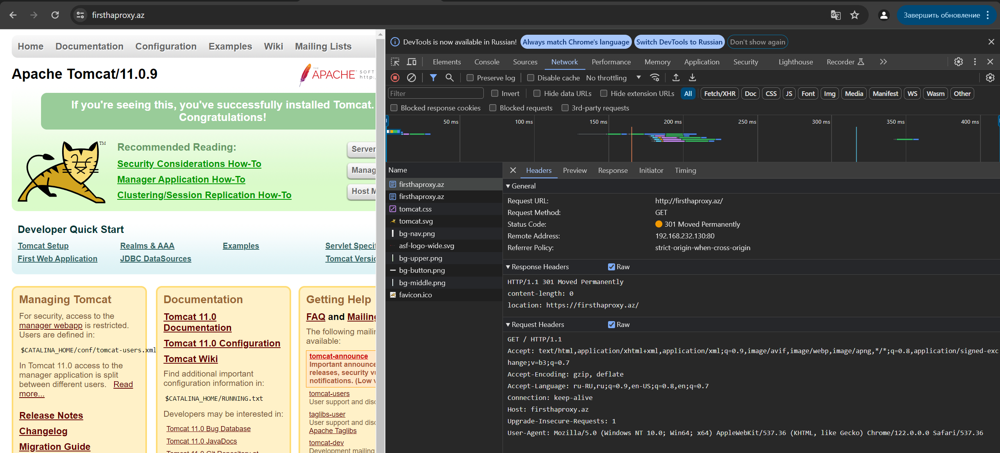 firsthaproxy.az
Завершить обновление
Home Documentation Configuration Examples Wiki Mailing Lists
Apache Tomcat/11.0.9
THE
APACHE
SOFT
http:
If you're seeing this, you've successfully installed Tomcat.
Congratulations!
TM
Recommended Reading:
Security Considerations How-To
Manager Application How-To
Clustering/Session Replication How-To
Server
Manag
Host M
Developer Quick Start
Tomcat Setup Realms & AAA Examples Servlet Specif
First Web Application JDBC DataSources Tomcat Versio
Managing Tomcat
For security, access to the
manager webapp is restricted.
Users are defined in:
$CATALINA_HOME/conf/tomcat-users.xml
In Tomcat 11.0 access to the
manager application is split
between different users. Read
more...
Release Notes
Changelog
Migration Guide
Documentation
Tomcat 11.0
Documentation
Tomcat 11.0 Configuration
Tomcat Wiki
Find additional important
configuration information in:
$CATALINA_HOME/RUNNING.txt
Developers may be interested in:
Tomcat 11.0 Bug Database
Tomcat 11.0 JavaDocs
Tomcat 11.0 Git Repository at
Getting Help
FAQ and Mailing
The following mailin
available:
tomcat-announce
Important announce
releases, security vu
notifications. (Low v
tomcat-users
User support and disc
taglibs-user
User support and disc
Apache Taglibs
tomcat-dev
Development mailing
DevTools is now available in Russian! Always match Chrome's language Switch DevTools to Russian Don't show again
Elements Console Sources Network Performance Memory Application Security Lighthouse Recorder
Preserve log Disable cache No throttling
Filter Invert Hide data URLs Hide extension URLs All Fetch/XHR Doc CSS JS Font Img Media Manifest WS Wasm Other
Blocked response cookies Blocked requests 3rd-party requests
50 ms 100 ms 150 ms 200 ms 250 ms 300 ms 350 ms 400 ms
Name
firsthaproxy.az
firsthaproxy.az
tomcat.css
tomcat.svg
bg-nav.png
asf-logo-wide.svg
bg-upper.png
bg-button.png
bg-middle.png
favicon.ico
Headers Preview Response Initiator Timing
General
Request URL: http://firsthaproxy.az/
Request Method: GET
Status Code: 301 Moved Permanently
Remote Address: 192.168.232.130:80
Referrer Policy: strict-origin-when-cross-origin
Response Headers Raw
HTTP/1.1 301 Moved Permanently
content-length: 0
location: https://firsthaproxy.az/
Request Headers Raw
GET / HTTP/1.1
Accept: text/html,application/xhtml+xml,application/xml;q=0.9,image/avif,image/webp,image/apng,*/*;q=0.8,application/signed-exc
hange;v=b3;q=0.7
Accept-Encoding: gzip, deflate
Accept-Language: ru-RU,ru;q=0.9,en-US;q=0.8,en;q=0.7
Connection: keep-alive
Host: firsthaproxy.az
Upgrade-Insecure-Requests: 1
User-Agent: Mozilla/5.0 (Windows NT 10.0; Win64; x64) AppleWebKit/537.36 (KHTML, like Gecko) Chrome/122.0.0.0 Safari/537.36